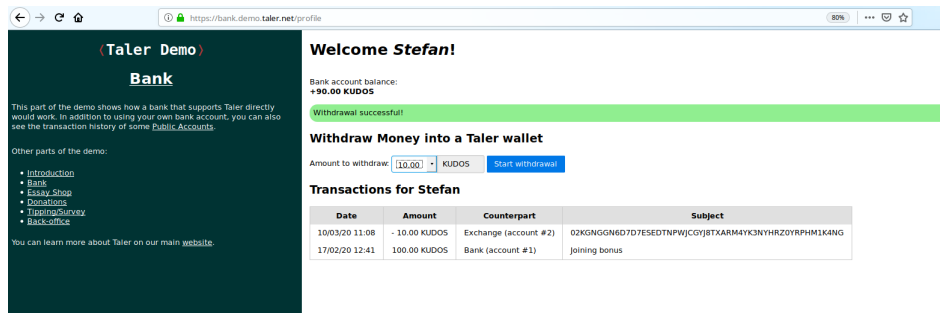 https://bank.demo.taler.net/profile
80%
⟨Taler Demo⟩
Bank
This part of the demo shows how a bank that supports Taler directly
would work. In addition to using your own bank account, you can also
see the transaction history of some Public Accounts.
Other parts of the demo:
• Introduction
• Bank
• Essay Shop
• Donations
• Tipping/Survey
• Back-office
You can learn more about Taler on our main website.
Welcome Stefan!
Bank account balance:
+90.00 KUDOS
Withdrawal successful!
Withdraw Money into a Taler wallet
Amount to withdraw: 10.00 KUDOS Start withdrawal
Transactions for Stefan
Date Amount Counterpart Subject
10/03/20 11:08 - 10.00 KUDOS Exchange (account #2) 02KGNGGN6D7D7ESEDTNPWJCGYJ8TXARM4YK3NYHRZ0YRPHM1K4NG
17/02/20 12:41 100.00 KUDOS Bank (account #1) Joining bonus